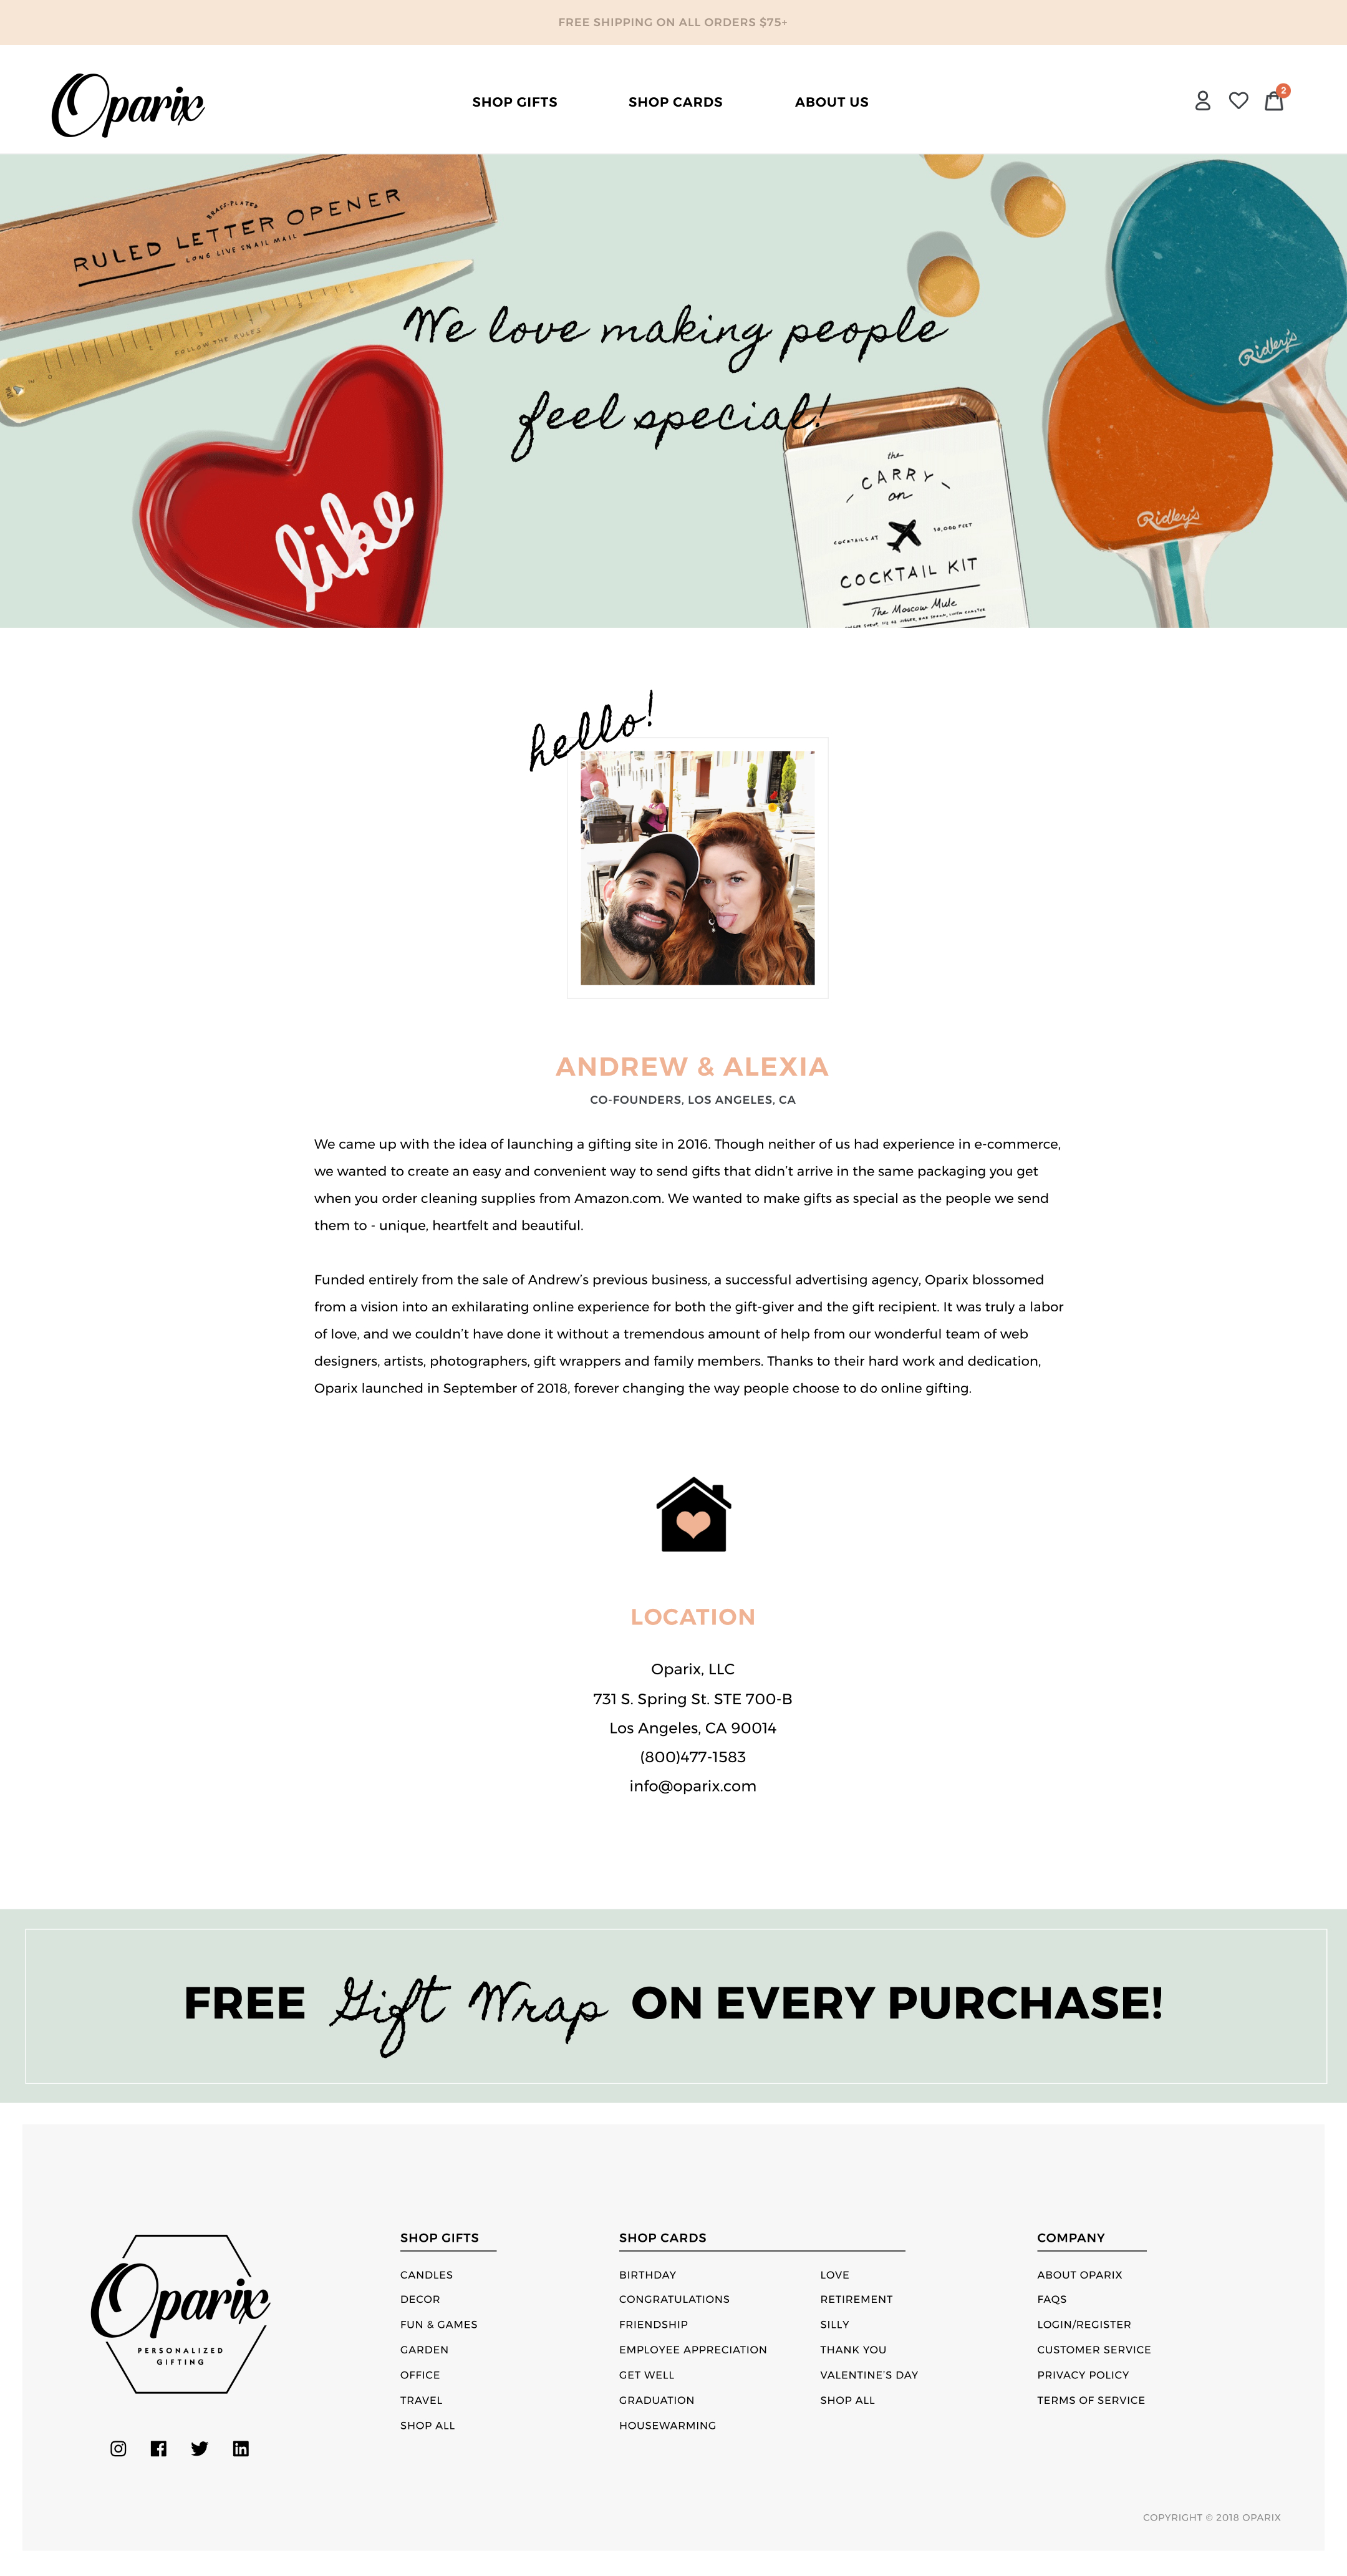 FREE SHIPPING ON ALL ORDERS $75+
Oparix
SHOP GIFTS
SHOP CARDS
ABOUT US
2
BRASS-PLATED
RULED LETTER OPENER
LONG LIVE SNAIL MAIL
FOLLOW THE RULES
We love making people
feel special!
like
the
CARRY
on
COCKTAILS AT
30,000 FEET
COCKTAIL KIT
The Moscow Mule
Ridley's
Ridley's
hello!
ANDREW & ALEXIA
CO-FOUNDERS, LOS ANGELES, CA
We came up with the idea of launching a gifting site in 2016. Though neither of us had experience in e-commerce,
we wanted to create an easy and convenient way to send gifts that didn't arrive in the same packaging you get
when you order cleaning supplies from Amazon.com. We wanted to make gifts as special as the people we send
them to - unique, heartfelt and beautiful.
Funded entirely from the sale of Andrew's previous business, a successful advertising agency, Oparix blossomed
from a vision into an exhilarating online experience for both the gift-giver and the gift recipient. It was truly a labor
of love, and we couldn't have done it without a tremendous amount of help from our wonderful team of web
designers, artists, photographers, gift wrappers and family members. Thanks to their hard work and dedication,
Oparix launched in September of 2018, forever changing the way people choose to do online gifting.
LOCATION
Oparix, LLC
731 S. Spring St. STE 700-B
Los Angeles, CA 90014
(800)477-1583
info@oparix.com
FREE Gift Wrap ON EVERY PURCHASE!
Oparix
PERSONALIZED
GIFTING
SHOP GIFTS
CANDLES
DECOR
FUN & GAMES
GARDEN
OFFICE
TRAVEL
SHOP ALL
SHOP CARDS
BIRTHDAY
CONGRATULATIONS
FRIENDSHIP
EMPLOYEE APPRECIATION
GET WELL
GRADUATION
HOUSEWARMING
LOVE
RETIREMENT
SILLY
THANK YOU
VALENTINE'S DAY
SHOP ALL
COMPANY
ABOUT OPARIX
FAQS
LOGIN/REGISTER
CUSTOMER SERVICE
PRIVACY POLICY
TERMS OF SERVICE
COPYRIGHT © 2018 OPARIX